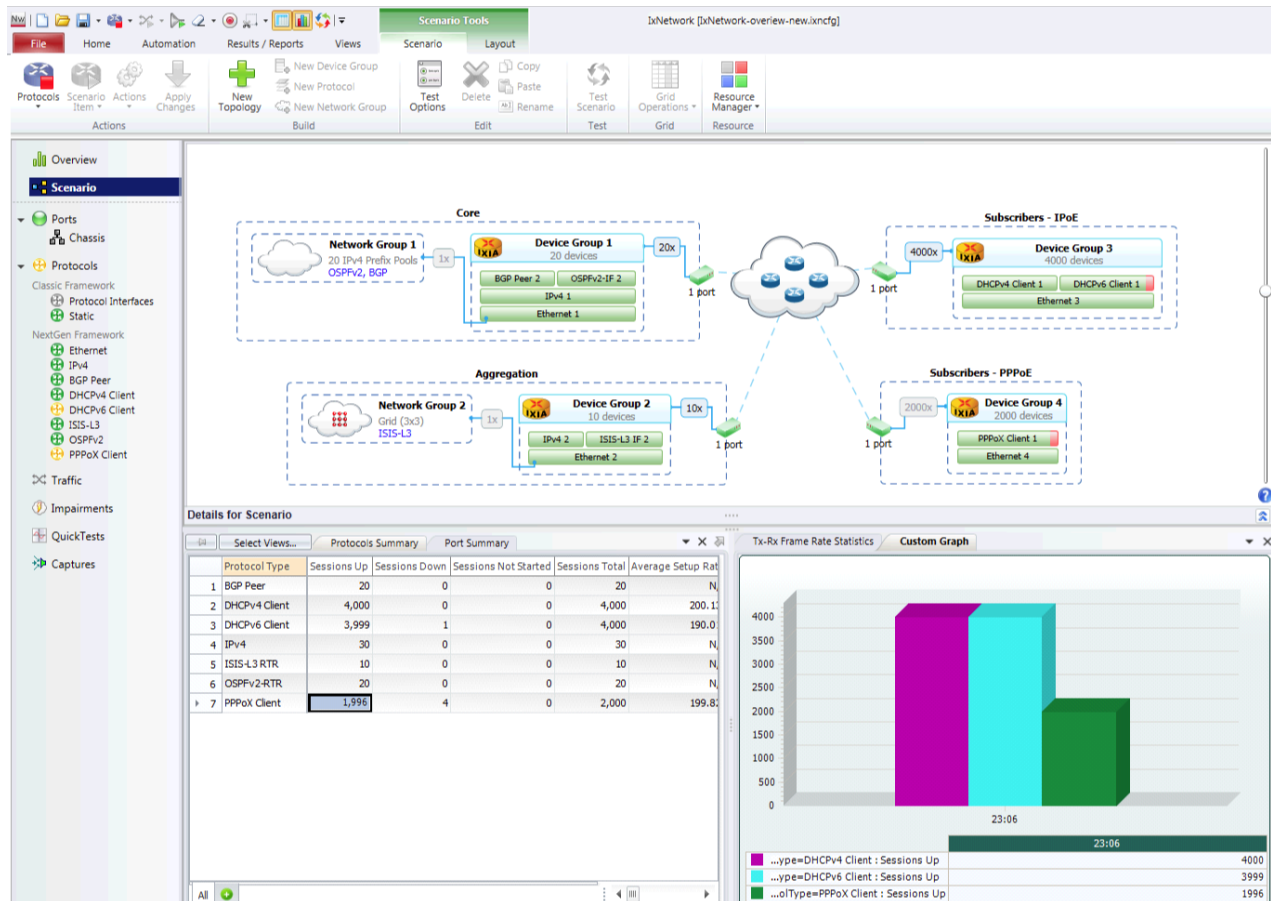 NW
Scenario Tools
IxNetwork [IxNetwork-overiew-new.ixncfg]
File Home Automation Results / Reports Views Scenario Layout
Protocols
Scenario Item
Actions
Apply Changes
Actions
New Topology
New Device Group
New Protocol
New Network Group
Build
Test Options
Delete
Copy
Paste
Rename
Edit
Test Scenario
Test
Grid Operations
Grid
Resource Manager
Resource
Overview
Scenario
Ports
Chassis
Protocols
Classic Framework
Protocol Interfaces
Static
NextGen Framework
Ethernet
IPv4
BGP Peer
DHCPv4 Client
DHCPv6 Client
ISIS-L3
OSPFv2
PPPoX Client
Traffic
Impairments
QuickTests
Captures
Core
Network Group 1
20 IPv4 Prefix Pools
OSPFv2, BGP
1x
IXIA
Device Group 1
20 devices
BGP Peer 2 OSPFv2-IF 2
IPv4 1
Ethernet 1
20x
1 port
Subscribers - IPoE
1 port
4000x
IXIA
Device Group 3
4000 devices
DHCPv4 Client 1 DHCPv6 Client 1
Ethernet 3
Aggregation
Network Group 2
Grid (3x3)
ISIS-L3
1x
IXIA
Device Group 2
10 devices
IPv4 2 ISIS-L3 IF 2
Ethernet 2
10x
1 port
Subscribers - PPPoE
1 port
2000x
IXIA
Device Group 4
2000 devices
PPPoX Client 1
Ethernet 4
Details for Scenario
Select Views... Protocols Summary Port Summary
Protocol Type Sessions Up Sessions Down Sessions Not Started Sessions Total Average Setup Rat
1 BGP Peer 20 0 0 20 N
2 DHCPv4 Client 4,000 0 0 4,000 200.1
3 DHCPv6 Client 3,999 1 0 4,000 190.0
4 IPv4 30 0 0 30 N
5 ISIS-L3 RTR 10 0 0 10 N
6 OSPFv2-RTR 20 0 0 20 N
7 PPPoX Client 1,996 4 0 2,000 199.8
All
Tx-Rx Frame Rate Statistics Custom Graph
4000
3500
3000
2500
2000
1500
1000
500
0
23:06
23:06
...ype=DHCPv4 Client : Sessions Up 4000
...ype=DHCPv6 Client : Sessions Up 3999
...olType=PPPoX Client : Sessions Up 1996